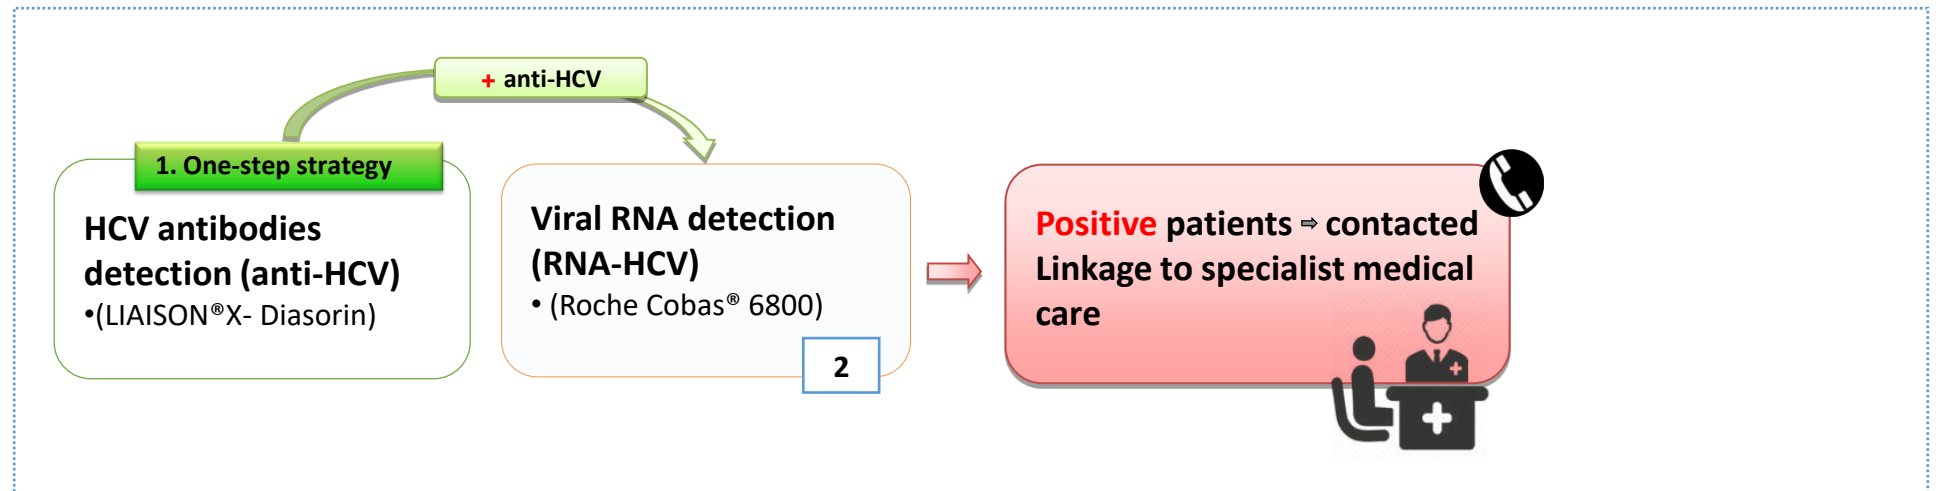 + anti-HCV
1. One-step strategy
HCV antibodies
detection (anti-HCV)
•(LIAISON®X- Diasorin)
Viral RNA detection
(RNA-HCV)
• (Roche Cobas® 6800)
2
Positive patients ⇨ contacted
Linkage to specialist medical
care